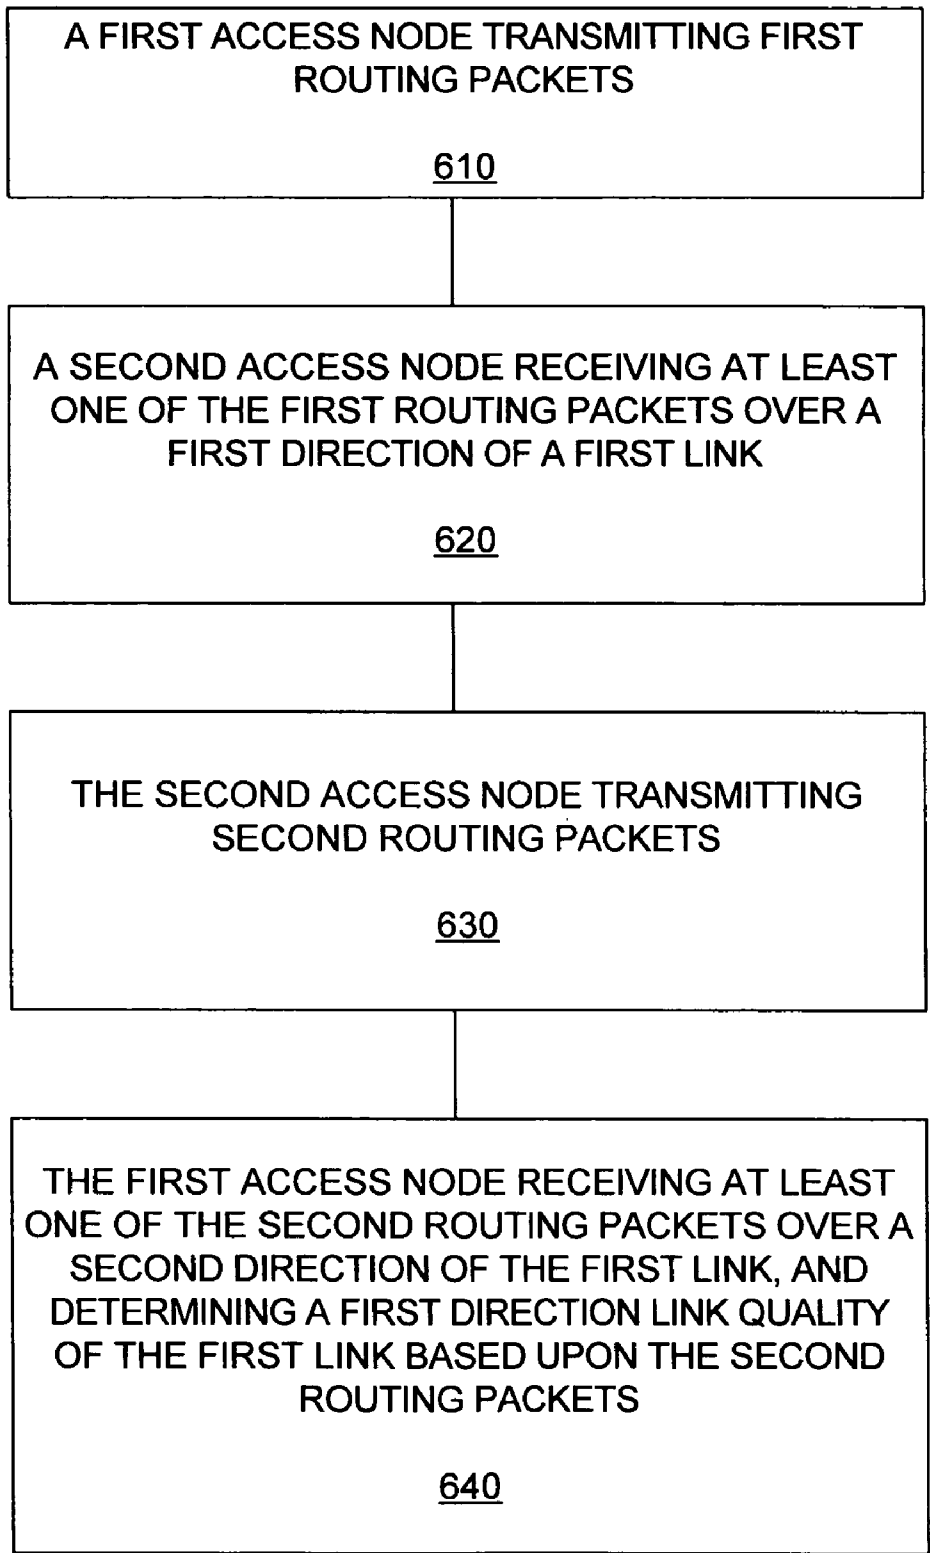 A FIRST ACCESS NODE TRANSMITTING FIRST
ROUTING PACKETS
610
A SECOND ACCESS NODE RECEIVING AT LEAST
ONE OF THE FIRST ROUTING PACKETS OVER A
FIRST DIRECTION OF A FIRST LINK
620
THE SECOND ACCESS NODE TRANSMITTING
SECOND ROUTING PACKETS
630
THE FIRST ACCESS NODE RECEIVING AT LEAST
ONE OF THE SECOND ROUTING PACKETS OVER A
SECOND DIRECTION OF THE FIRST LINK, AND
DETERMINING A FIRST DIRECTION LINK QUALITY
OF THE FIRST LINK BASED UPON THE SECOND
ROUTING PACKETS
640